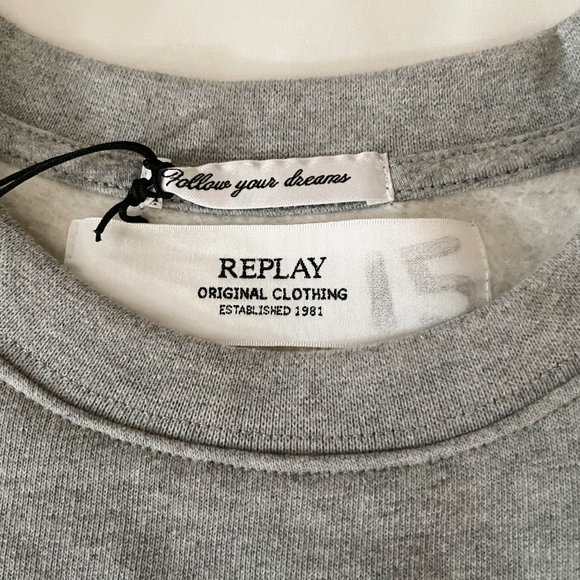 Follow your dreams
REPLAY
ORIGINAL CLOTHING
ESTABLISHED 1981